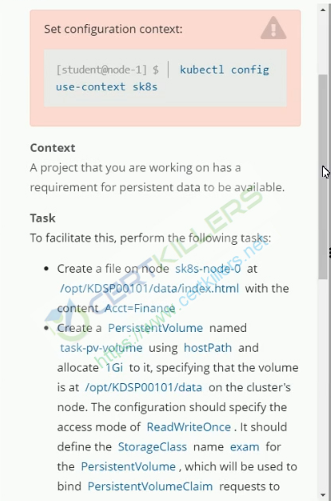 Set configuration context:
[student@node-1] $ | kubectl config
use-context sk8s
Context
A project that you are working on has a
requirement for persistent data to be available.
Task
To facilitate this, perform the following tasks:
• Create a file on node sk8s-node-0 at
/opt/KDSP00101/data/index.html with the
content Acct=Finance
• Create a PersistentVolume named
task-pv-volume using hostPath and
allocate 1Gi to it, specifying that the volume
is at /opt/KDSP00101/data on the cluster's
node. The configuration should specify the
access mode of ReadWriteOnce . It should
define the StorageClass name exam for
the PersistentVolume , which will be used to
bind PersistentVolumeClaim requests to
CERTKILLERS
https://www.certkillers.net